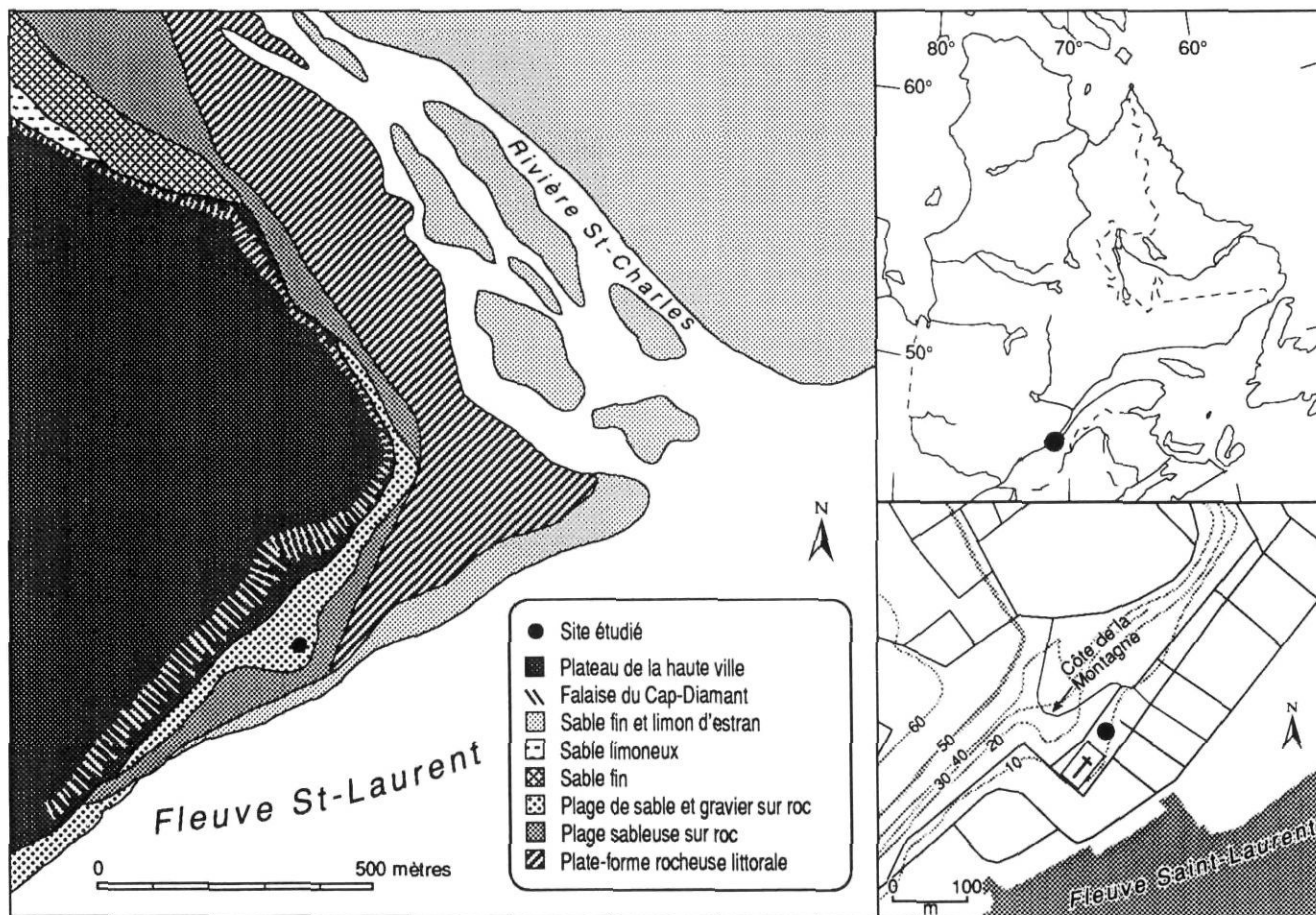 Rivière St-Charles
N
Fleuve St-Laurent
0 500 mètres
Site étudié
Plateau de la haute ville
Falaise du Cap-Diamant
Sable fin et limon d'estran
Sable limoneux
Sable fin
Plage de sable et gravier sur roc
Plage sableuse sur roc
Plate-forme rocheuse littorale
80° 70° 60°
60°
50°
Côte de la
Montagne
N
60
50
40
30
20
10
0 100
m
Fleuve Saint-Laurent